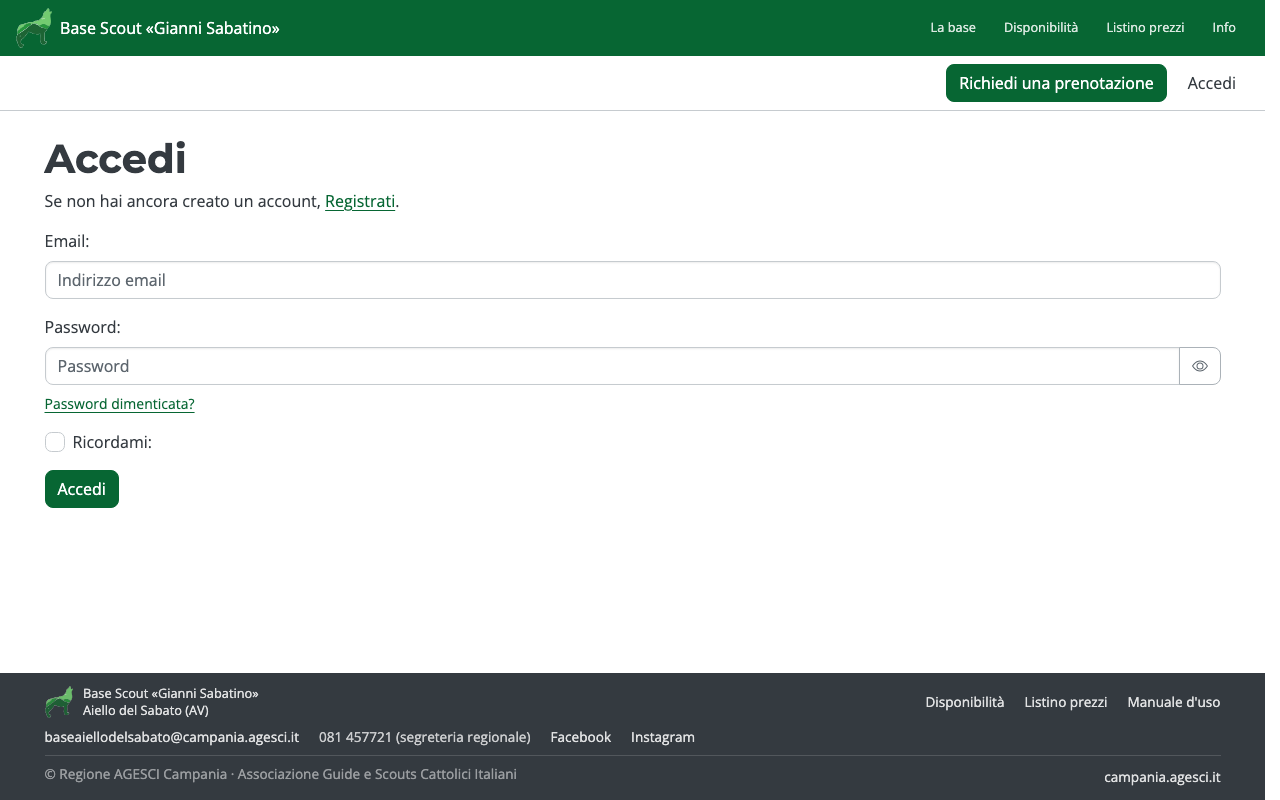 Base Scout «Gianni Sabatino»
La base Disponibilità Listino prezzi Info
Richiedi una prenotazione Accedi
Accedi
Se non hai ancora creato un account, Registrati.
Email:
Indirizzo email
Password:
Password
Password dimenticata?
Ricordami:
Accedi
Base Scout «Gianni Sabatino»
Aiello del Sabato (AV)
Disponibilità Listino prezzi Manuale d'uso
baseaiellodelsabato@campania.agesci.it 081 457721 (segreteria regionale) Facebook Instagram
© Regione AGESCI Campania · Associazione Guide e Scouts Cattolici Italiani
campania.agesci.it